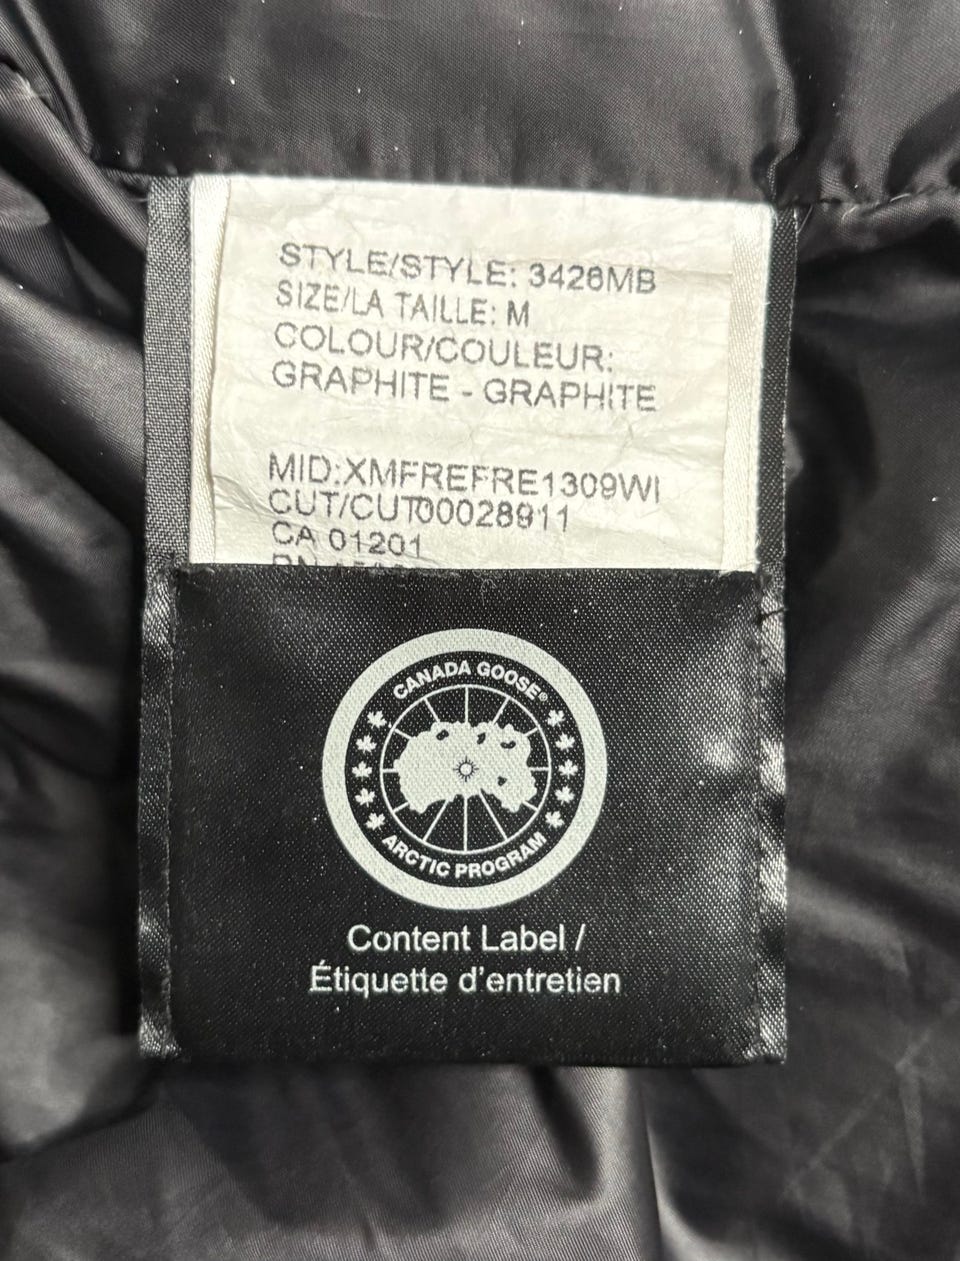 STYLE/STYLE: 3426MB
SIZE/LA TAILLE: M
COLOUR/COULEUR:
GRAPHITE - GRAPHITE
MID:XMFREFRE1309WI
CUT/CUT00028911
CA 01201
CANADA GOOSE®
ARCTIC PROGRAM
Content Label /
Étiquette d'entretien